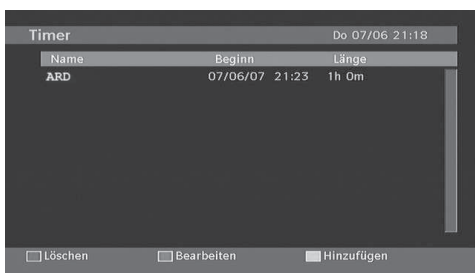 Timer Do 07/06 21:18
Name Beginn Länge
ARD 07/06/07 21:23 1h 0m
Löschen Bearbeiten Hinzufügen